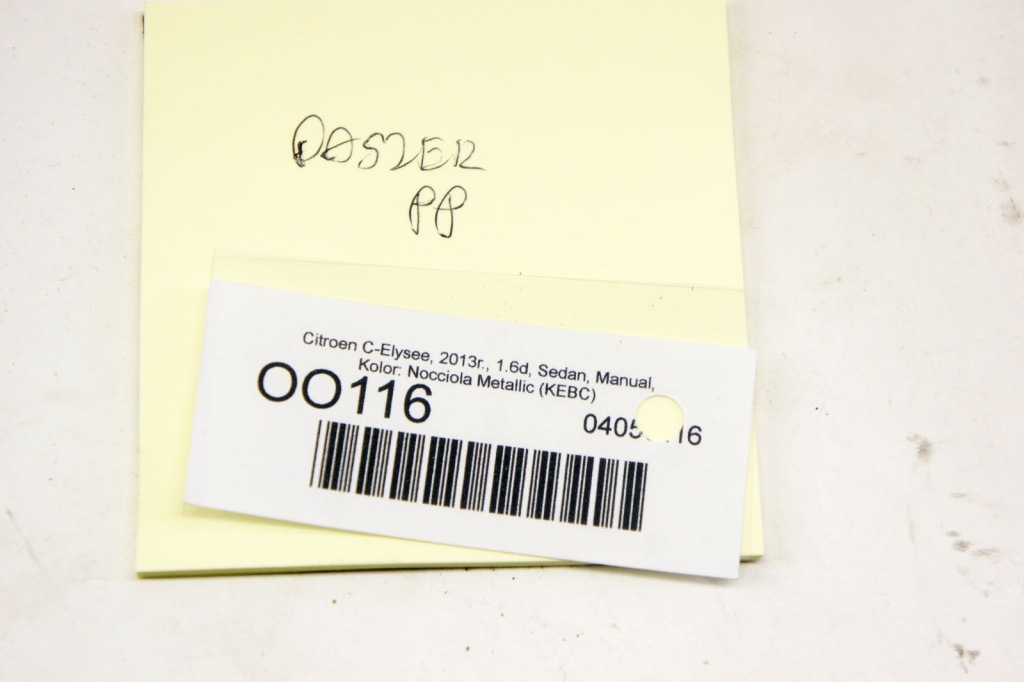 PP
Citroen C-Elysee, 2013r., 1.6d, Sedan, Manual,
Kolor: Nocciola Metallic (KEBC)
OO116